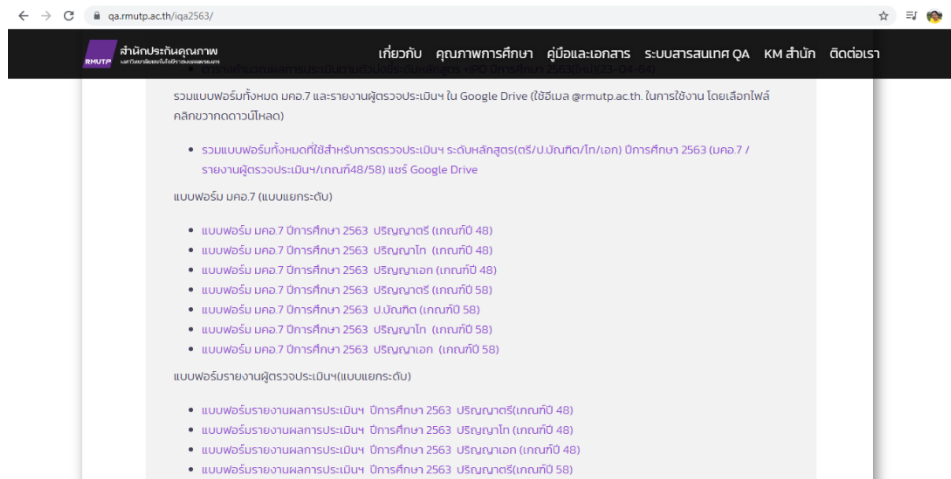 qa.rmutp.ac.th/iqa2563/
สำนักประกันคุณภาพ
RMUTP
เกี่ยวกับ คุณภาพการศึกษา คู่มือและเอกสาร ระบบสารสนเทศ QA KM สำนัก ติดต่อเรา
รวมแบบฟอร์มทั้งหมด มคอ.7 และรายงานผู้ตรวจประเมินฯ ใน Google Drive (ใช้อีเมล @rmutp.ac.th. ในการใช้งาน โดยเลือกไฟล์
คลิกขวากดดาวน์โหลด)
• รวมแบบฟอร์มทั้งหมดที่ใช้สำหรับการตรวจประเมินฯ ระดับหลักสูตร(ตรี/ป.บัณฑิต/โท/เอก) ปีการศึกษา 2563 (มคอ.7 /
รายงานผู้ตรวจประเมินฯ/เกณฑ์48/58) แชร์ Google Drive
แบบฟอร์ม มคอ.7 (แบบแยกระดับ)
• แบบฟอร์ม มคอ.7 ปีการศึกษา 2563 ปริญญาตรี (เกณฑ์ปี 48)
• แบบฟอร์ม มคอ.7 ปีการศึกษา 2563 ปริญญาโท (เกณฑ์ปี 48)
• แบบฟอร์ม มคอ.7 ปีการศึกษา 2563 ปริญญาเอก (เกณฑ์ปี 48)
• แบบฟอร์ม มคอ.7 ปีการศึกษา 2563 ปริญญาตรี (เกณฑ์ปี 58)
• แบบฟอร์ม มคอ.7 ปีการศึกษา 2563 ป.บัณฑิต (เกณฑ์ปี 58)
• แบบฟอร์ม มคอ.7 ปีการศึกษา 2563 ปริญญาโท (เกณฑ์ปี 58)
• แบบฟอร์ม มคอ.7 ปีการศึกษา 2563 ปริญญาเอก (เกณฑ์ปี 58)
แบบฟอร์มรายงานผู้ตรวจประเมินฯ(แบบแยกระดับ)
• แบบฟอร์มรายงานผลการประเมินฯ ปีการศึกษา 2563 ปริญญาตรี(เกณฑ์ปี 48)
• แบบฟอร์มรายงานผลการประเมินฯ ปีการศึกษา 2563 ปริญญาโท (เกณฑ์ปี 48)
• แบบฟอร์มรายงานผลการประเมินฯ ปีการศึกษา 2563 ปริญญาเอก (เกณฑ์ปี 48)
• แบบฟอร์มรายงานผลการประเมินฯ ปีการศึกษา 2563 ปริญญาตรี(เกณฑ์ปี 58)